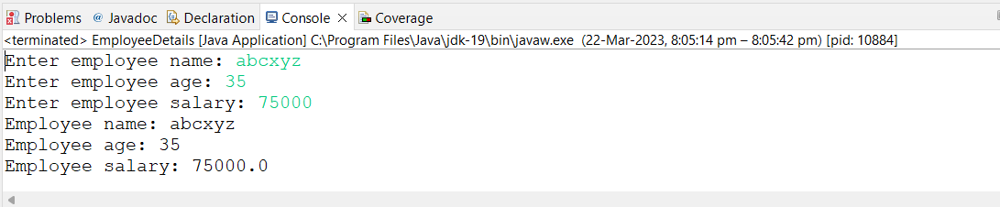 Problems @ Javadoc Declaration Console Coverage
<terminated> EmployeeDetails [Java Application] C:\Program Files\Java\jdk-19\bin\javaw.exe (22-Mar-2023, 8:05:14 pm – 8:05:42 pm) [pid: 10884]
Enter employee name: abcxyz
Enter employee age: 35
Enter employee salary: 75000
Employee name: abcxyz
Employee age: 35
Employee salary: 75000.0